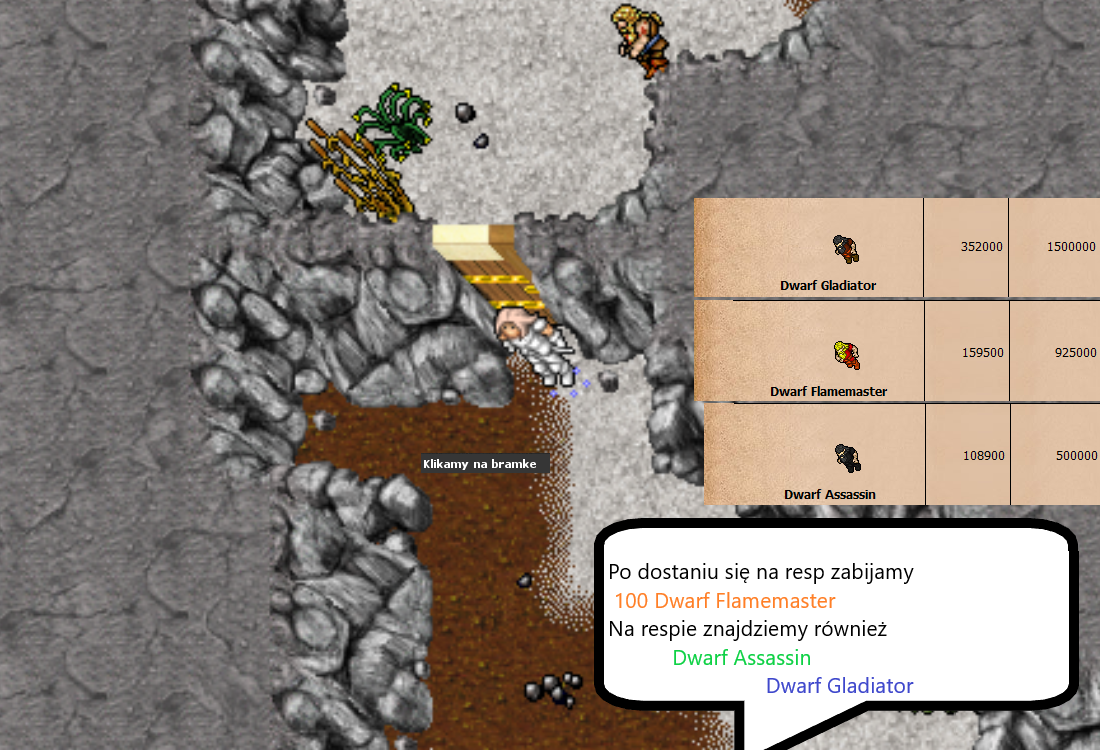 352000
1500000
Dwarf Gladiator
159500
925000
Dwarf Flamemaster
108900
500000
Dwarf Assassin
Klikamy na bramke
Po dostaniu się na resp zabijamy
100 Dwarf Flamemaster
Na respie znajdziemy również
Dwarf Assassin
Dwarf Gladiator